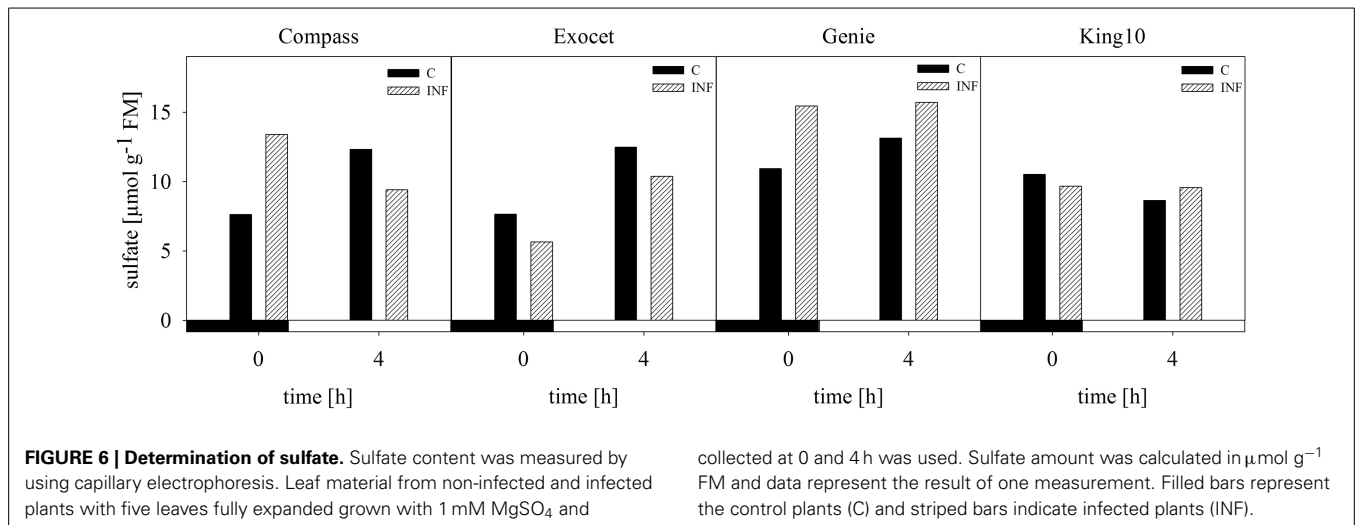 Compass Exocet Genie King10
C C C C
INF INF INF INF
15
10
5
0
sulfate [μmol g⁻¹ FM]
0 4 0 4 0 4 0 4
time [h] time [h] time [h] time [h]
FIGURE 6 | Determination of sulfate. Sulfate content was measured by
using capillary electrophoresis. Leaf material from non-infected and infected
plants with five leaves fully expanded grown with 1 mM MgSO₄ and
collected at 0 and 4 h was used. Sulfate amount was calculated in μmol g⁻¹
FM and data represent the result of one measurement. Filled bars represent
the control plants (C) and striped bars indicate infected plants (INF).